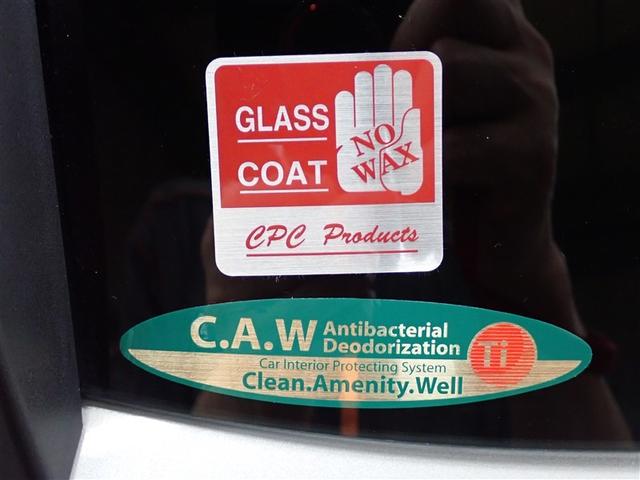 GLASS
COAT
NO
WAX
CPC Products
C.A.W Antibacterial
Deodorization
Ti
Car Interior Protecting System
Clean.Amenity.Well